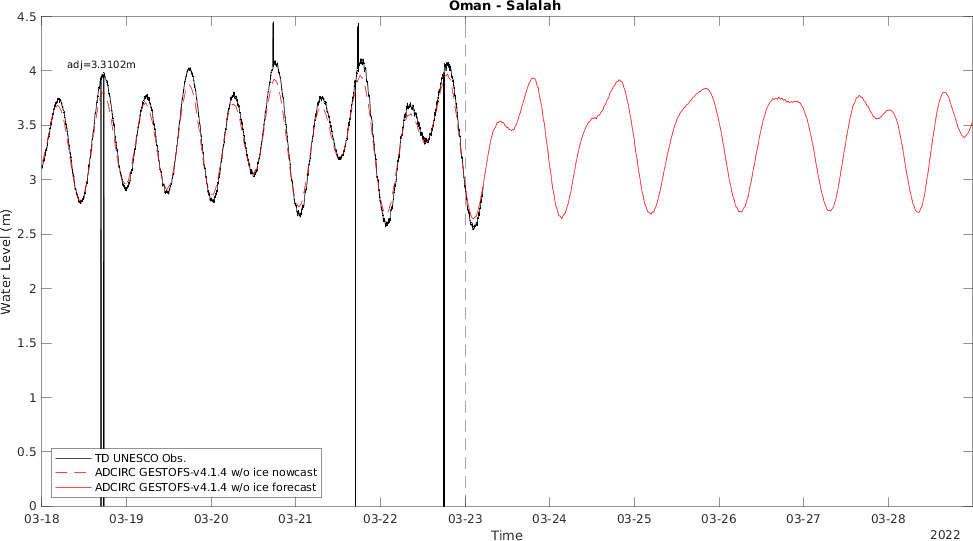 Oman - Salalah
4.5
4
3.5
3
2.5
2
1.5
1
0.5
0
Water Level (m)
adj=3.3102m
TD UNESCO Obs.
ADCIRC GESTOFS-v4.1.4 w/o ice nowcast
ADCIRC GESTOFS-v4.1.4 w/o ice forecast
03-18 03-19 03-20 03-21 03-22 03-23 03-24 03-25 03-26 03-27 03-28
Time
2022